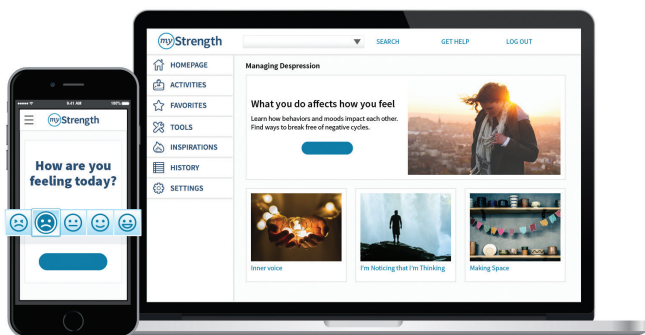 9:41 AM
100%
myStrength
How are you
feeling today?
myStrength
SEARCH
GET HELP
LOG OUT
HOMEPAGE
ACTIVITIES
FAVORITES
TOOLS
INSPIRATIONS
HISTORY
SETTINGS
Managing Despression
What you do affects how you feel
Learn how behaviors and moods impact each other.
Find ways to break free of negative cycles.
Inner voice
I'm Noticing that I'm Thinking
Making Space